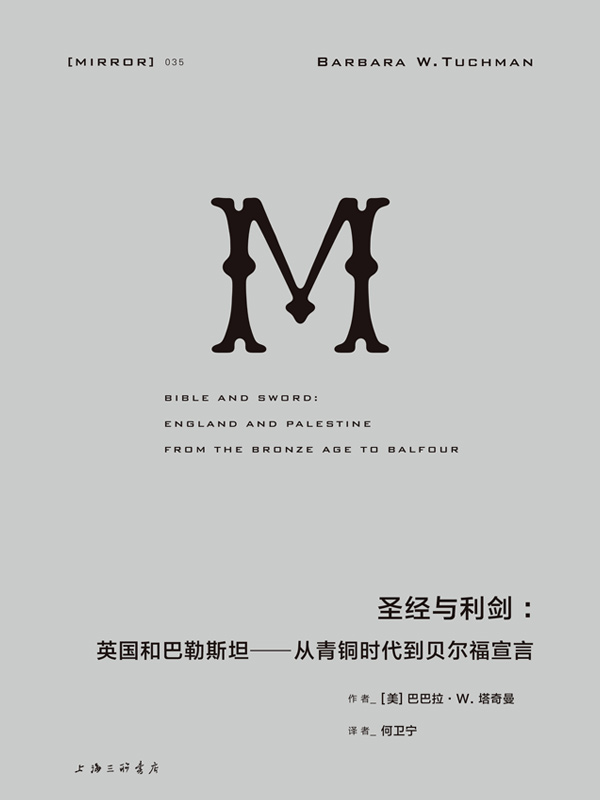 [MIRROR] 035
BARBARA W. TUCHMAN
M
BIBLE AND SWORD:
ENGLAND AND PALESTINE
FROM THE BRONZE AGE TO BALFOUR
圣经与利剑：
英国和巴勒斯坦——从青铜时代到贝尔福宣言
作者_ [美] 巴巴拉·W. 塔奇曼
译者_ 何卫宁
上海三联书店